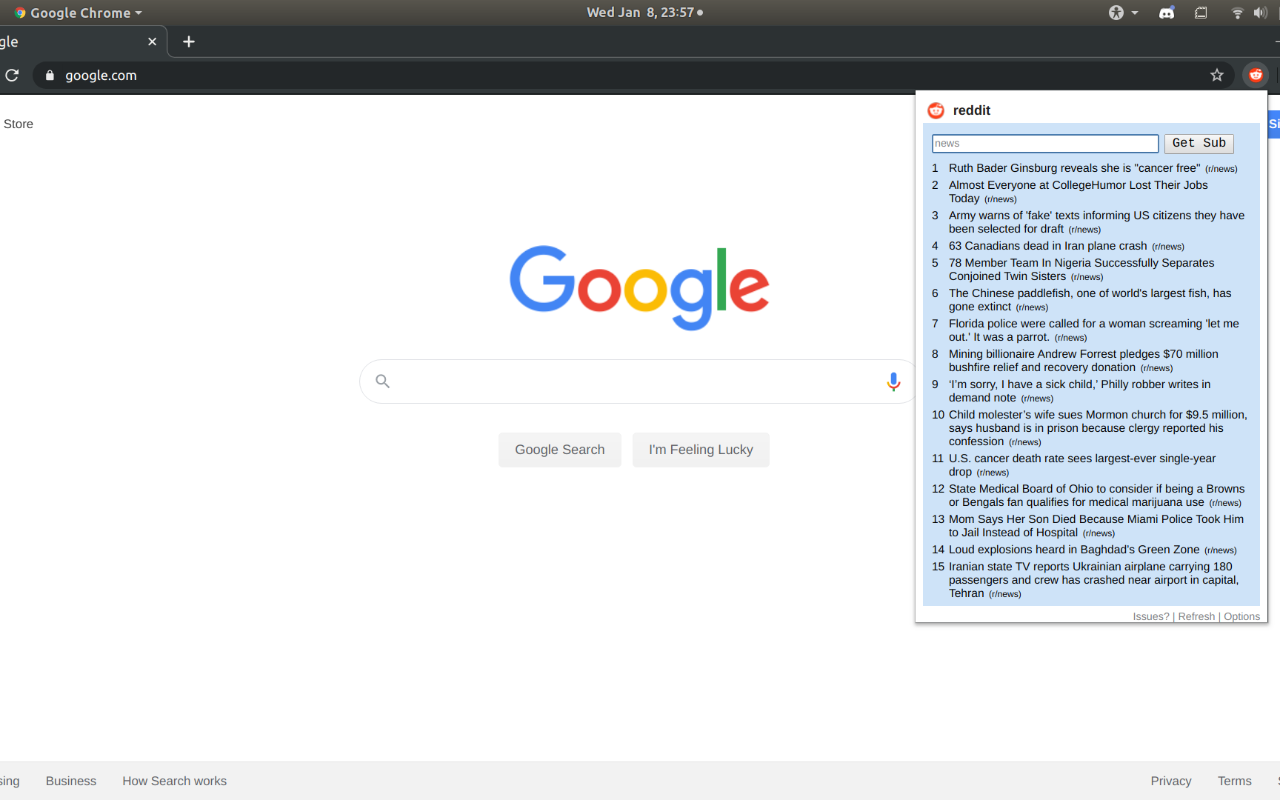 Google Chrome
Wed Jan 8, 23:57
gle
google.com
Store
Si
reddit
news
Get Sub
1 Ruth Bader Ginsburg reveals she is "cancer free" (r/news)
2 Almost Everyone at CollegeHumor Lost Their Jobs
Today (r/news)
3 Army warns of 'fake' texts informing US citizens they have
been selected for draft (r/news)
4 63 Canadians dead in Iran plane crash (r/news)
5 78 Member Team In Nigeria Successfully Separates
Conjoined Twin Sisters (r/news)
6 The Chinese paddlefish, one of world's largest fish, has
gone extinct (r/news)
7 Florida police were called for a woman screaming 'let me
out.' It was a parrot. (r/news)
8 Mining billionaire Andrew Forrest pledges $70 million
bushfire relief and recovery donation (r/news)
9 ‘I’m sorry, I have a sick child,’ Philly robber writes in
demand note (r/news)
10 Child molester’s wife sues Mormon church for $9.5 million,
says husband is in prison because clergy reported his
confession (r/news)
11 U.S. cancer death rate sees largest-ever single-year
drop (r/news)
12 State Medical Board of Ohio to consider if being a Browns
or Bengals fan qualifies for medical marijuana use (r/news)
13 Mom Says Her Son Died Because Miami Police Took Him
to Jail Instead of Hospital (r/news)
14 Loud explosions heard in Baghdad's Green Zone (r/news)
15 Iranian state TV reports Ukrainian airplane carrying 180
passengers and crew has crashed near airport in capital,
Tehran (r/news)
Issues? | Refresh | Options
Google
Google Search
I'm Feeling Lucky
sing
Business
How Search works
Privacy
Terms